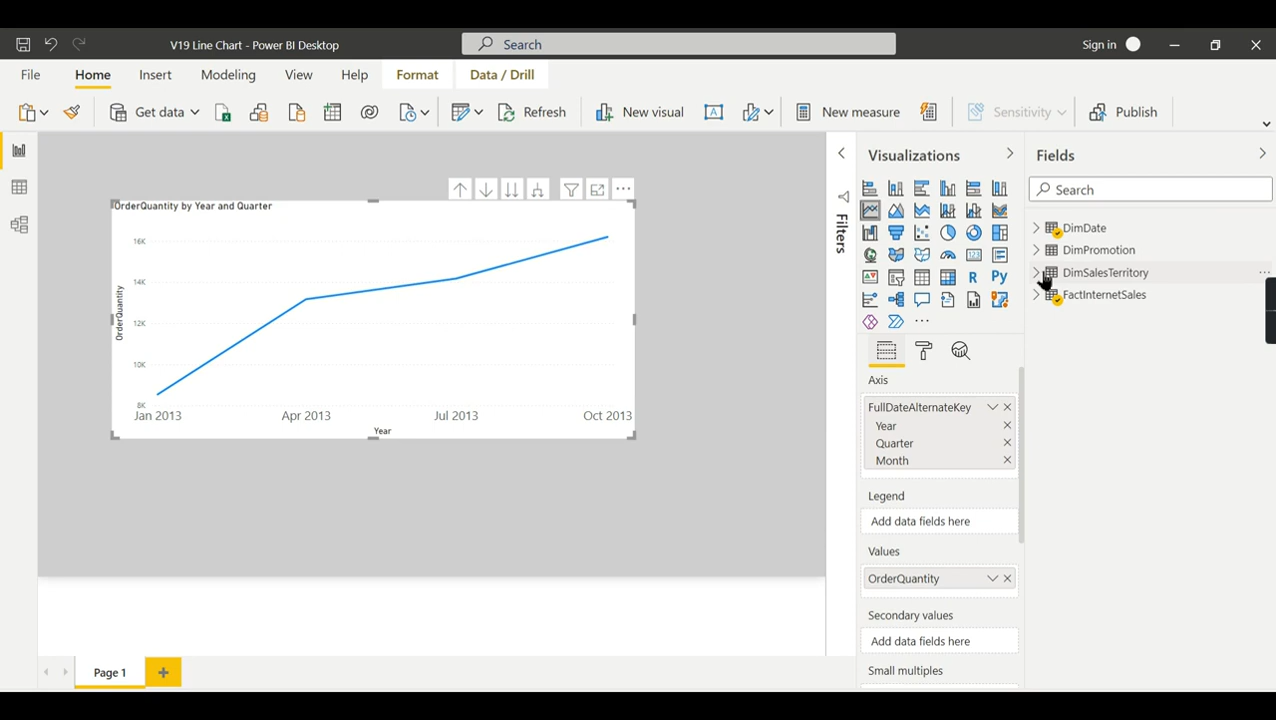 V19 Line Chart - Power BI Desktop
Search
Sign in
File
Home
Insert
Modeling
View
Help
Format
Data / Drill
Get data
Refresh
New visual
New measure
Sensitivity
Publish
OrderQuantity by Year and Quarter
16K
14K
12K
10K
8K
OrderQuantity
Jan 2013
Apr 2013
Jul 2013
Oct 2013
Year
Filters
Visualizations
R
Py
123
Axis
FullDateAlternateKey
Year
Quarter
Month
Legend
Add data fields here
Values
OrderQuantity
Secondary values
Add data fields here
Small multiples
Fields
Search
DimDate
DimPromotion
DimSalesTerritory
FactInternetSales
Page 1